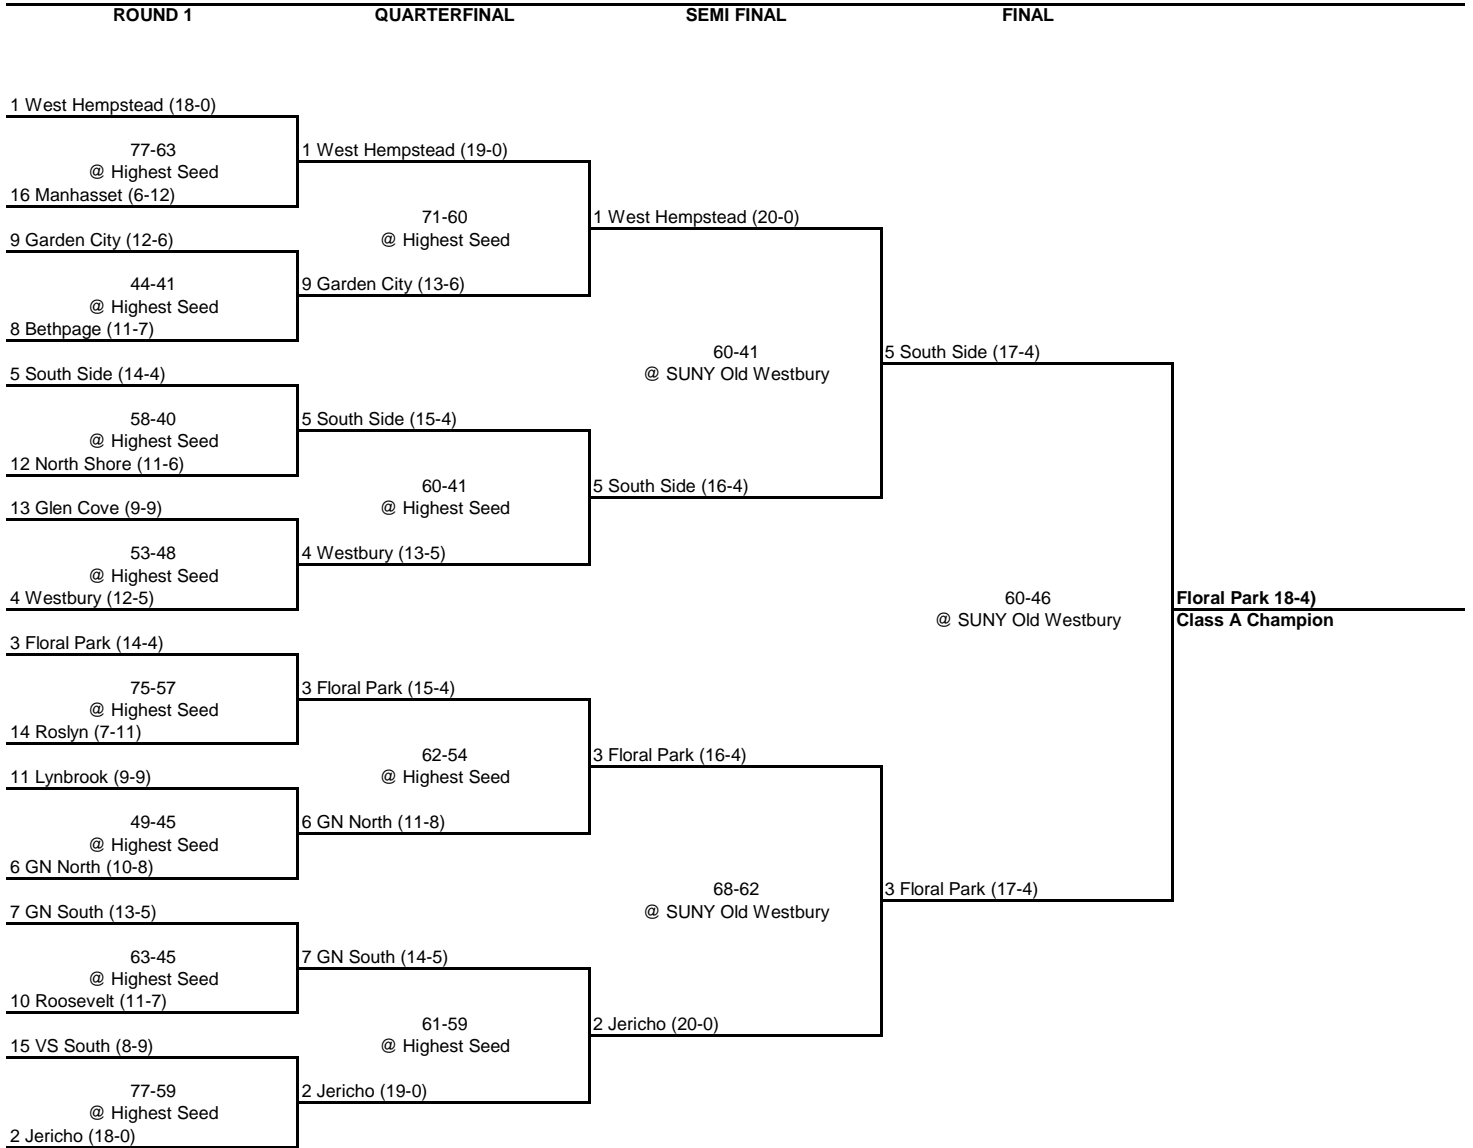 ROUND 1
QUARTERFINAL
SEMI FINAL
FINAL
1 West Hempstead (18-0)
77-63
@ Highest Seed
16 Manhasset (6-12)
9 Garden City (12-6)
44-41
@ Highest Seed
8 Bethpage (11-7)
5 South Side (14-4)
58-40
@ Highest Seed
12 North Shore (11-6)
13 Glen Cove (9-9)
53-48
@ Highest Seed
4 Westbury (12-5)
3 Floral Park (14-4)
75-57
@ Highest Seed
14 Roslyn (7-11)
11 Lynbrook (9-9)
49-45
@ Highest Seed
6 GN North (10-8)
7 GN South (13-5)
63-45
@ Highest Seed
10 Roosevelt (11-7)
15 VS South (8-9)
77-59
@ Highest Seed
2 Jericho (18-0)
1 West Hempstead (19-0)
71-60
@ Highest Seed
9 Garden City (13-6)
5 South Side (15-4)
60-41
@ Highest Seed
4 Westbury (13-5)
3 Floral Park (15-4)
62-54
@ Highest Seed
6 GN North (11-8)
7 GN South (14-5)
61-59
@ Highest Seed
2 Jericho (19-0)
1 West Hempstead (20-0)
60-41
@ SUNY Old Westbury
5 South Side (16-4)
3 Floral Park (16-4)
68-62
@ SUNY Old Westbury
2 Jericho (20-0)
5 South Side (17-4)
60-46
@ SUNY Old Westbury
3 Floral Park (17-4)
Floral Park 18-4)
Class A Champion